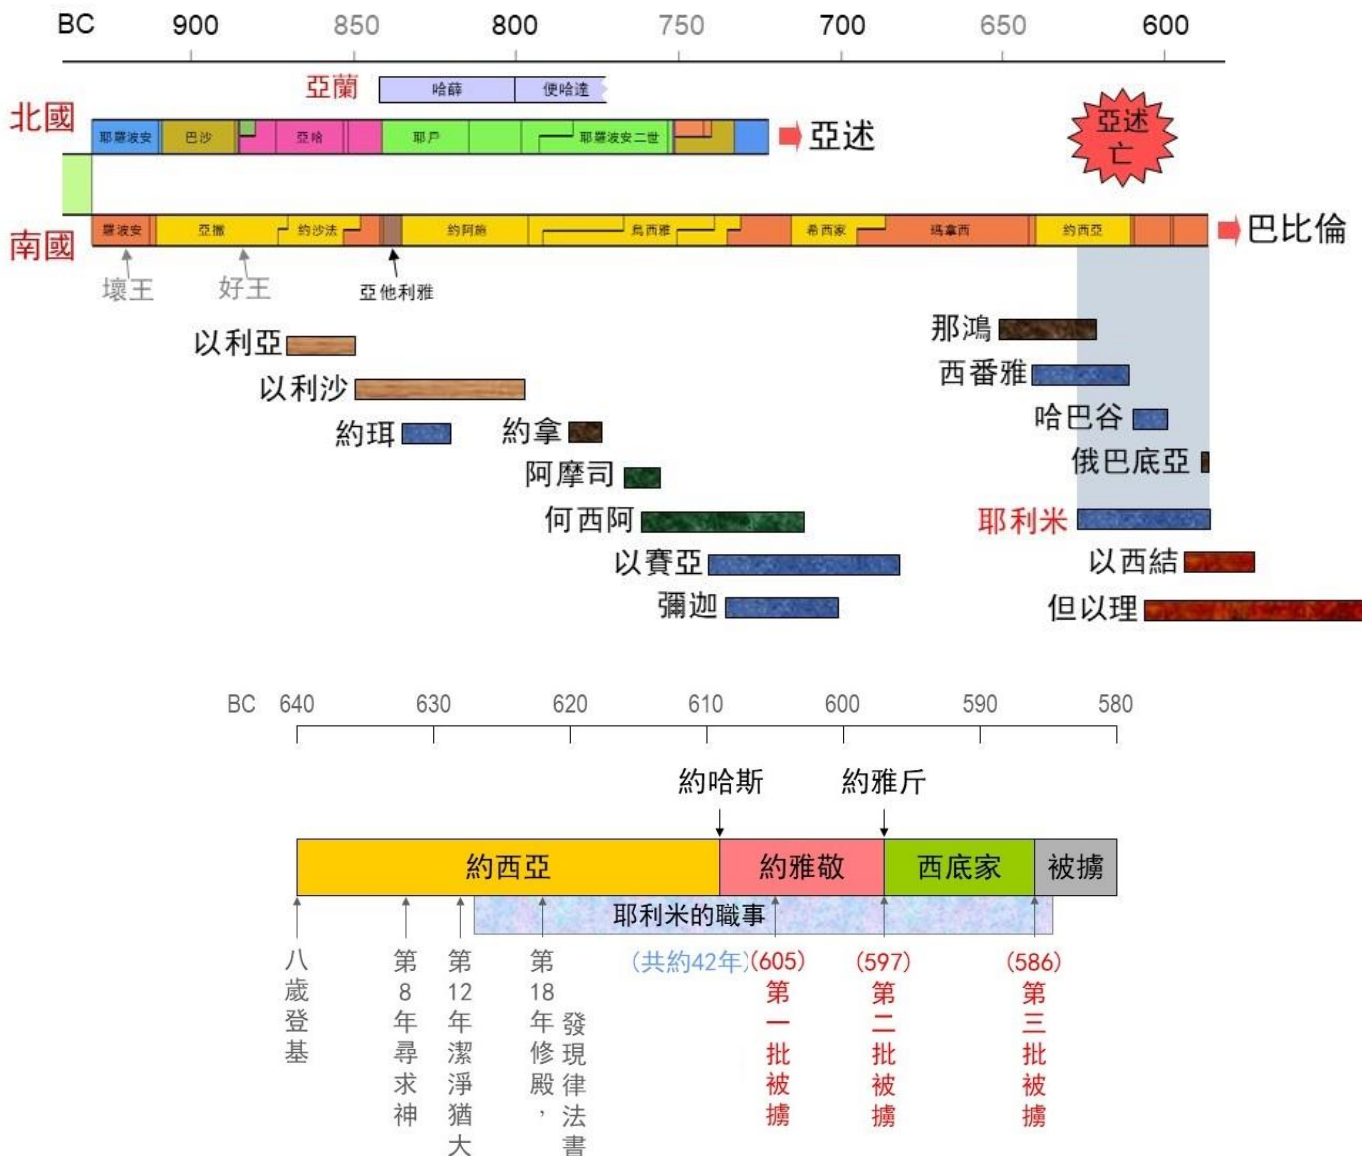 BC 900 850 800 750 700 650 600
亞蘭 哈薛 便哈達
北國 耶羅波安 巴沙 亞哈 耶戶 耶羅波安二世 亞述
亞述
亡
南國 羅波安 亞撒 約沙法 約阿施 烏西雅 希西家 瑪拿西 約西亞 巴比倫
壞王 好王 亞他利雅
那鴻
以利亞
西番雅
以利沙
哈巴谷
約珥 約拿
俄巴底亞
阿摩司
何西阿 耶利米
以賽亞 以西結
彌迦 但以理
BC 640 630 620 610 600 590 580
約哈斯 約雅斤
約西亞 約雅敬 西底家 被擄
耶利米的職事
八歲登基
第8年尋求神
第12年潔淨猶大
第18年修殿，
發現律法書
(共約42年)
(605)
第一批被擄
(597)
第二批被擄
(586)
第三批被擄